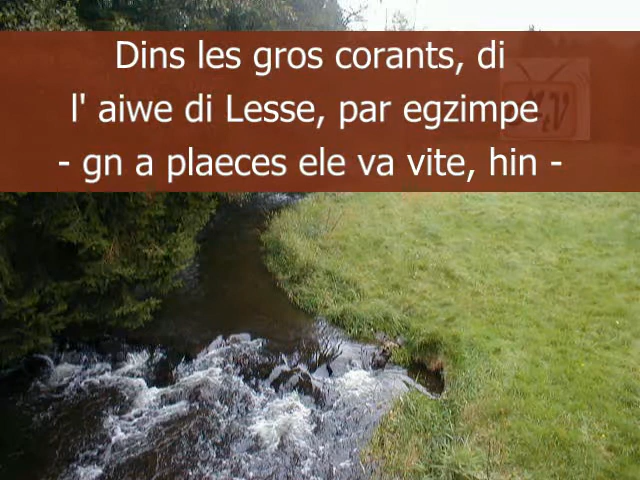 Dins les gros corants, di
l' aiwe di Lesse, par egzimpe
- gn a plaeces ele va vite, hin -